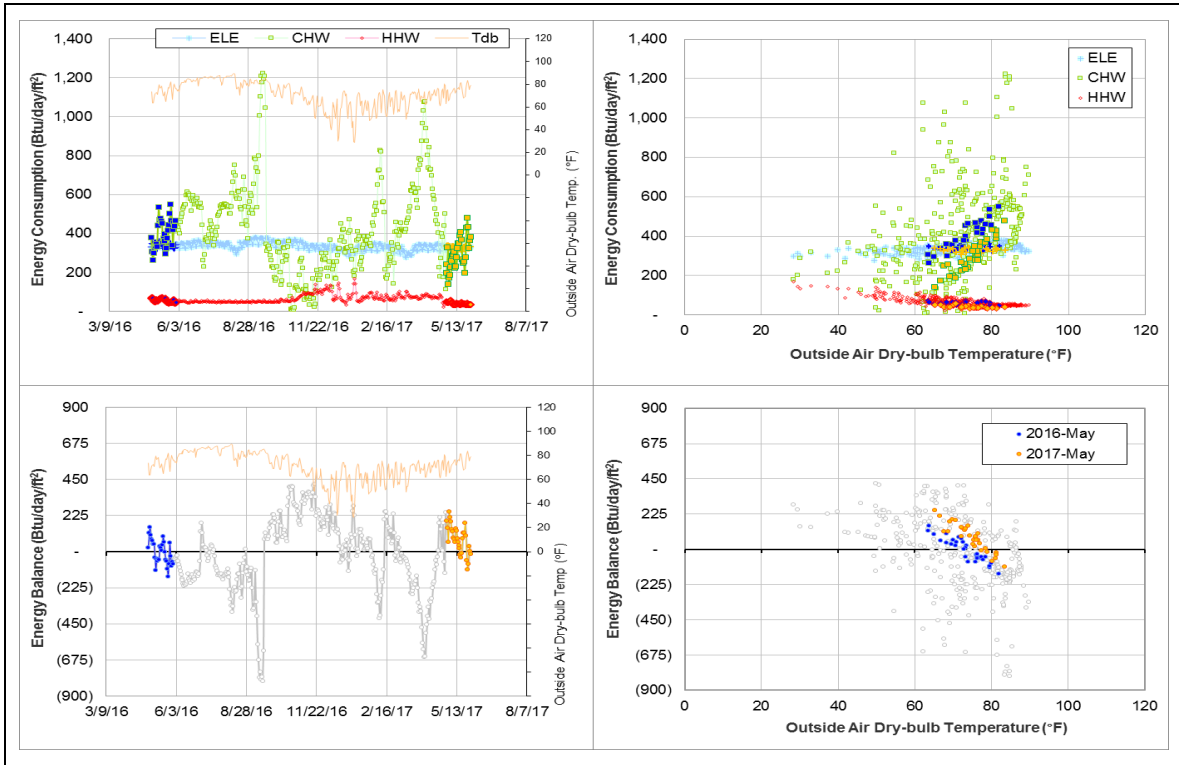 1,400
1,200
1,000
800
600
400
200
-
Energy Consumption (Btu/day/ft²)
ELE CHW HHW Tdb
120
100
80
60
40
20
0
Outside Air Dry-bulb Temp. (°F)
3/9/16 6/3/16 8/28/16 11/22/16 2/16/17 5/13/17 8/7/17
1,400
1,200
1,000
800
600
400
200
-
Energy Consumption (Btu/day/ft²)
ELE
CHW
HHW
0 20 40 60 80 100 120
Outside Air Dry-bulb Temperature (°F)
900
675
450
225
-
(225)
(450)
(675)
(900)
Energy Balance (Btu/day/ft²)
120
100
80
60
40
20
0
Outside Air Dry-bulb Temp (°F)
3/9/16 6/3/16 8/28/16 11/22/16 2/16/17 5/13/17 8/7/17
900
675
450
225
-
(225)
(450)
(675)
(900)
Energy Balance (Btu/day/ft²)
2016-May
2017-May
0 20 40 60 80 100 120
Outside Air Dry-bulb Temperature (°F)